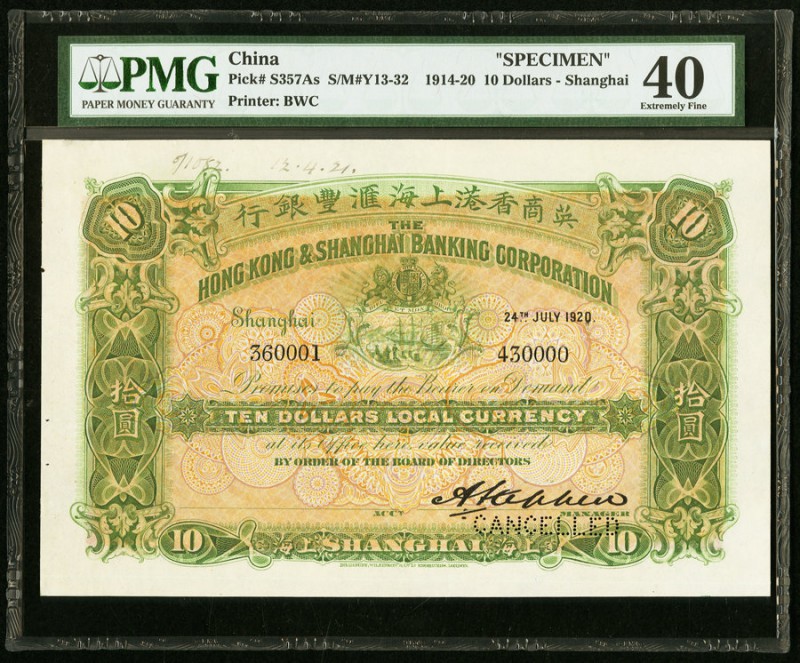 PMG
PAPER MONEY GUARANTY
China "SPECIMEN"
Pick# S357As S/M#Y13-32 1914-20 10 Dollars - Shanghai
Printer: BWC
40
Extremely Fine
12.4.21.
英商香港上海滙豐銀行
10 10
THE
HONG KONG & SHANGHAI BANKING CORPORATION
Shanghai 24TH JULY 1920.
360001 430000
Promises to pay the Bearer on Demand
拾圓 拾圓
TEN DOLLARS LOCAL CURRENCY
at its Office here value received
BY ORDER OF THE BOARD OF DIRECTORS
A Stephen
ACCT MANAGER
CANCELLED
10 SHANGHAI 10